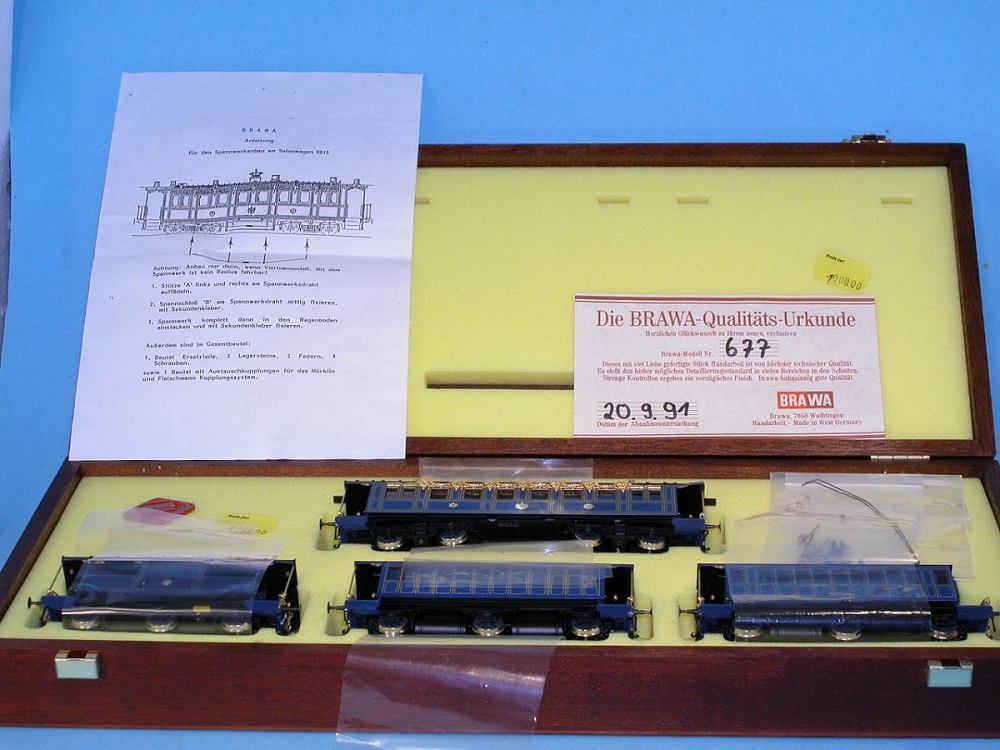 BRAWA
Anleitung
für den Spannwerkanbau am Salonwagen
Achtung: Anbau nur dann, wenn Vitrinenmodell. Mit dem
Spannwerk ist kein Radius fahrbar!
1. Stütze 'A' links und rechts am Spannwerksdraht
auffädeln.
2. Spannschloß 'B' am Spannwerkdraht mittig fixieren,
mit Sekundenkleber.
3. Spannwerk komplett dann in den Wagenboden
einstecken und mit Sekundenkleber fixieren.
Außerdem sind im Gesamtbeutel:
1. Beutel Ersatzteile, 2 Lagersteine, 2 Federn, 4
Schrauben.
sowie 1 Beutel mit Austauschkupplungen für das Märklin
und Fleischmann Kupplungssystem.
Die BRAWA-Qualitäts-Urkunde
Herzlichen Glückwunsch zu Ihrem neuen, exclusiven
Brawa-Modell Nr. 677
Dieses mit viel Liebe gefertigte Stück Handarbeit ist von höchster technischer Qualität.
Es stellt den bisher möglichen Detaillierungsstandard in vielen Bereichen in den Schatten.
Strenge Kontrollen ergeben ein vorzügliches Finish. Brawa-bahnsinnig gute Qualität.
20.9.91
Datum der Abnahmeuntersuchung
BRAWA
Brawa, 7050 Waiblingen
Handarbeit – Made in West Germany